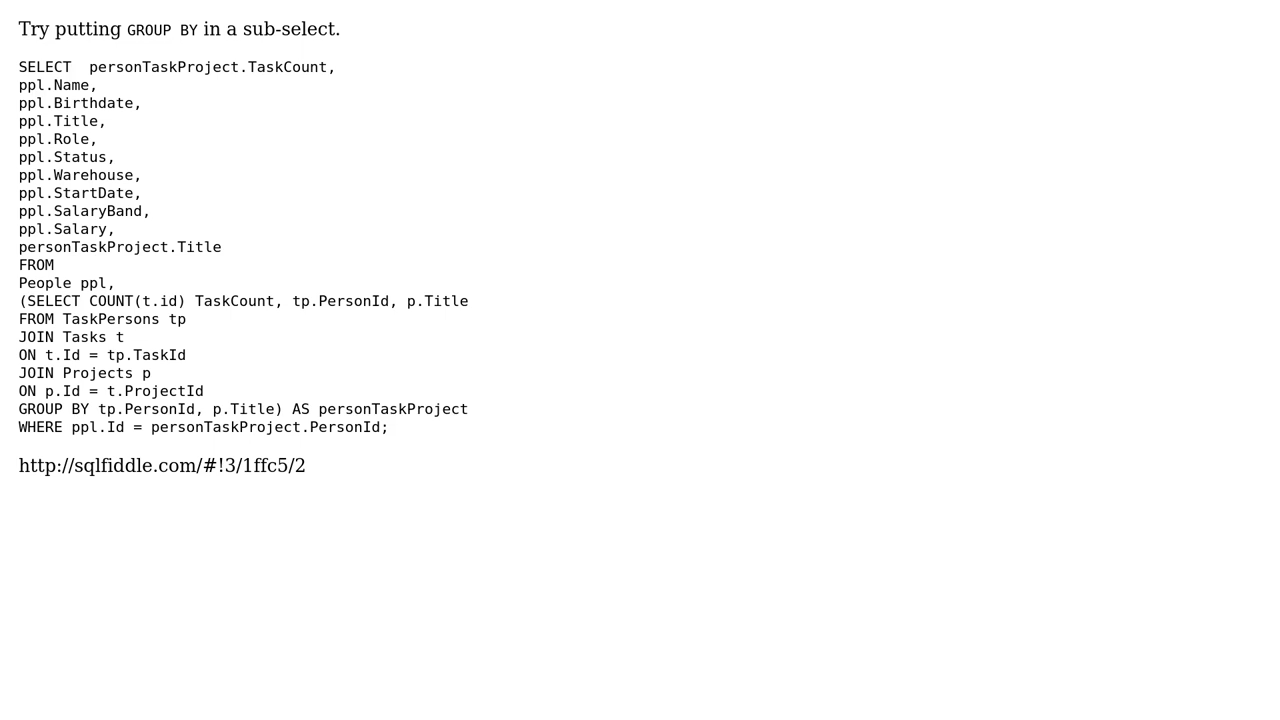 Try putting GROUP BY in a sub-select.
SELECT  personTaskProject.TaskCount,
ppl.Name,
ppl.Birthdate,
ppl.Title,
ppl.Role,
ppl.Status,
ppl.Warehouse,
ppl.StartDate,
ppl.SalaryBand,
ppl.Salary,
personTaskProject.Title
FROM
People ppl,
(SELECT COUNT(t.id) TaskCount, tp.PersonId, p.Title
FROM TaskPersons tp
JOIN Tasks t
ON t.Id = tp.TaskId
JOIN Projects p
ON p.Id = t.ProjectId
GROUP BY tp.PersonId, p.Title) AS personTaskProject
WHERE ppl.Id = personTaskProject.PersonId;
http://sqlfiddle.com/#!3/1ffc5/2